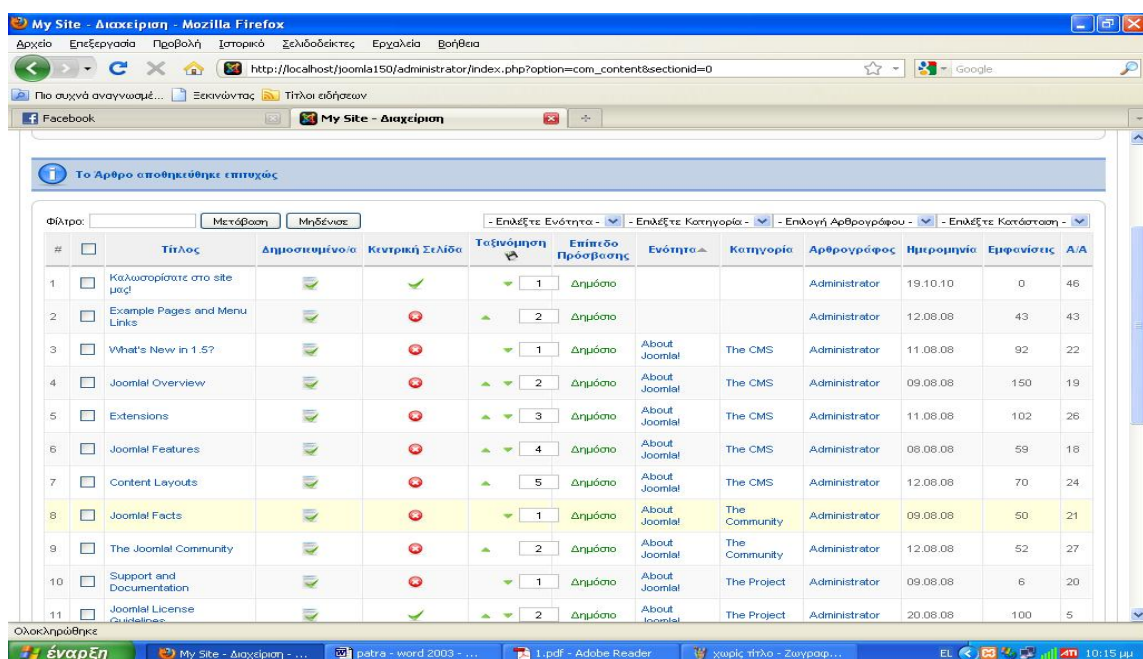 My Site - Διαχείριση - Mozilla Firefox
Αρχείο Επεξεργασία Προβολή Ιστορικό Σελιδοδείκτες Εργαλεία Βοήθεια
http://localhost/joomla150/administrator/index.php?option=com_content&sectionid=0 Google
Πιο συχνά αναγνωσμέ... Ξεκινώντας Τίτλοι ειδήσεων
Facebook My Site - Διαχείριση
Το Άρθρο αποθηκεύθηκε επιτυχώς
Φίλτρο: Μετάβαση Μηδένισε - Επιλέξτε Ενότητα - - Επιλέξτε Κατηγορία - - Επιλογή Αρθρογράφου - - Επιλέξτε Κατάσταση -
# Τίτλος Δημοσιευμένο/α Κεντρική Σελίδα Ταξινόμηση Επίπεδο Πρόσβασης Ενότητα Κατηγορία Αρθρογράφος Ημερομηνία Εμφανίσεις Α/Α
1 Καλωσορίσατε στο site μας! 1 Δημόσιο Administrator 19.10.10 0 46
2 Example Pages and Menu Links 2 Δημόσιο Administrator 12.08.08 43 43
3 What's New in 1.5? 1 Δημόσιο About Joomla! The CMS Administrator 11.08.08 92 22
4 Joomla! Overview 2 Δημόσιο About Joomla! The CMS Administrator 09.08.08 150 19
5 Extensions 3 Δημόσιο About Joomla! The CMS Administrator 11.08.08 102 26
6 Joomla! Features 4 Δημόσιο About Joomla! The CMS Administrator 08.08.08 59 18
7 Content Layouts 5 Δημόσιο About Joomla! The CMS Administrator 12.08.08 70 24
8 Joomla! Facts 1 Δημόσιο About Joomla! The Community Administrator 09.08.08 50 21
9 The Joomla! Community 2 Δημόσιο About Joomla! The Community Administrator 12.08.08 52 27
10 Support and Documentation 1 Δημόσιο About Joomla! The Project Administrator 09.08.08 6 20
11 Joomla! License Guidelines 2 Δημόσιο About Joomla! The Project Administrator 20.08.08 100 5
Ολοκληρώθηκε
έναρξη My Site - Διαχείριση - ... patra - word 2003 - ... 1.pdf - Adobe Reader χωρίς τίτλο - Ζωγραφ... EL 10:15 μμ